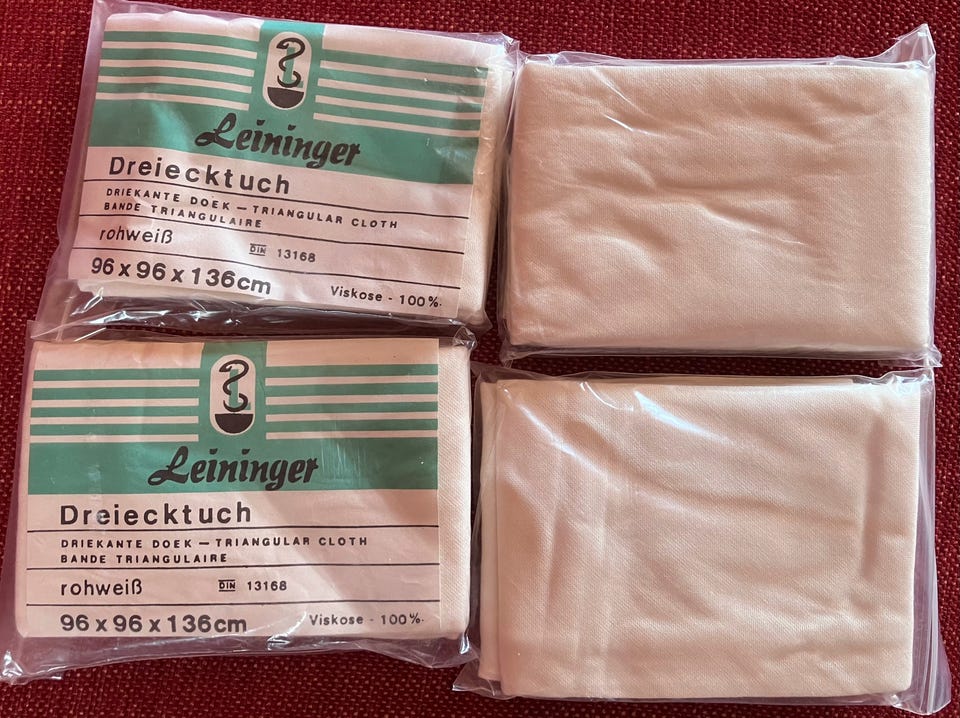 Leininger
Dreiecktuch
DRIEKANTE DOEK — TRIANGULAR CLOTH
BANDE TRIANGULAIRE
rohweiß DIN 13168
96 x 96 x 136cm Viskose - 100%.
Leininger
Dreiecktuch
DRIEKANTE DOEK — TRIANGULAR CLOTH
BANDE TRIANGULAIRE
rohweiß DIN 13168
96 x 96 x 136cm Viskose - 100%.